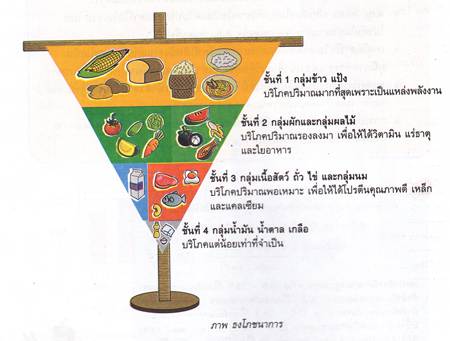 ชั้นที่ 1 กลุ่มข้าว แป้ง
บริโภคปริมาณมากที่สุดเพราะเป็นแหล่งพลังงาน
ชั้นที่ 2 กลุ่มผักและกลุ่มผลไม้
บริโภคปริมาณรองลงมา เพื่อให้ได้วิตามิน แร่ธาตุ
และใยอาหาร
ชั้นที่ 3 กลุ่มเนื้อสัตว์ ถั่ว ไข่ และกลุ่มนม
บริโภคปริมาณพอเหมาะ เพื่อให้ได้โปรตีนคุณภาพดี เหล็ก
และแคลเซียม
ชั้นที่ 4 กลุ่มน้ำมัน น้ำตาล เกลือ
บริโภคแต่น้อยเท่าที่จำเป็น
ภาพ ธงโภชนาการ